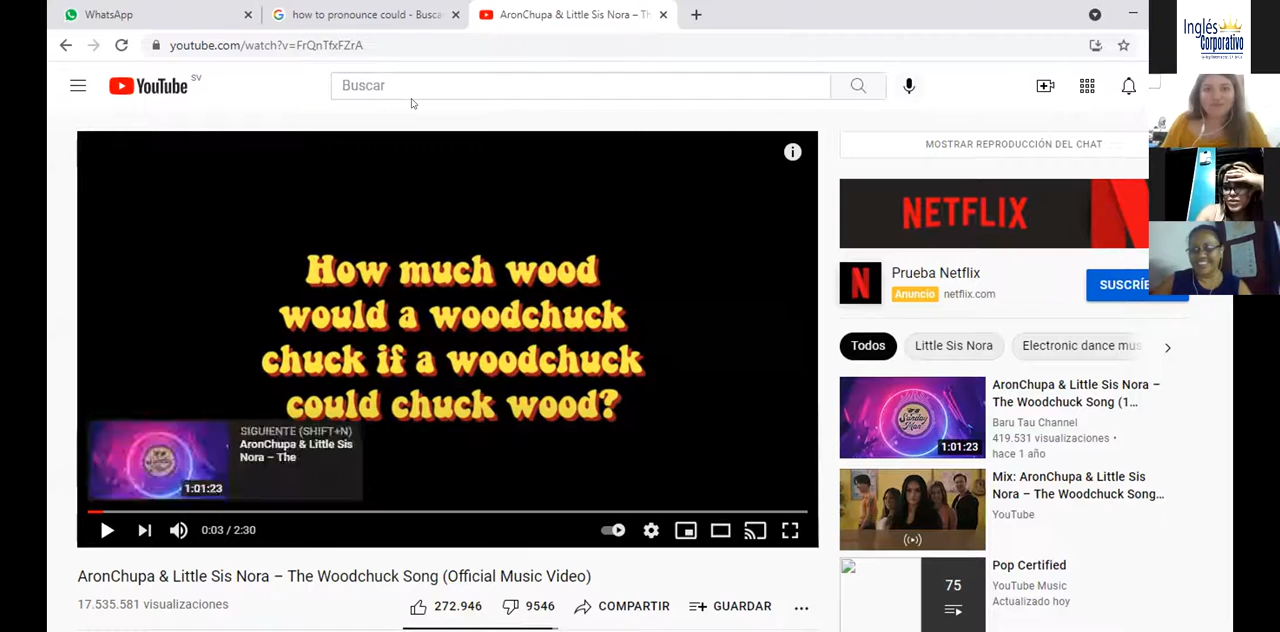 WhatsApp
how to pronounce could - Busca
AronChupa & Little Sis Nora – The
youtube.com/watch?v=FrQnTfxFZrA
YouTube SV
Buscar
Inglés
Corporativo
MOSTRAR REPRODUCCIÓN DEL CHAT
NETFLIX
Prueba Netflix
Anuncio netflix.com
SUSCRÍBE
How much wood
would a woodchuck
chuck if a woodchuck
could chuck wood?
SIGUIENTE (SHIFT+N)
AronChupa & Little Sis
Nora – The
1:01:23
0:03 / 2:30
Todos
Little Sis Nora
Electronic dance mus
AronChupa & Little Sis Nora –
The Woodchuck Song (1…
Baru Tau Channel
419.531 visualizaciones •
hace 1 año
1:01:23
Mix: AronChupa & Little Sis
Nora – The Woodchuck Song…
YouTube
Pop Certified
YouTube Music
Actualizado hoy
75
AronChupa & Little Sis Nora – The Woodchuck Song (Official Music Video)
17.535.581 visualizaciones
272.946
9546
COMPARTIR
GUARDAR